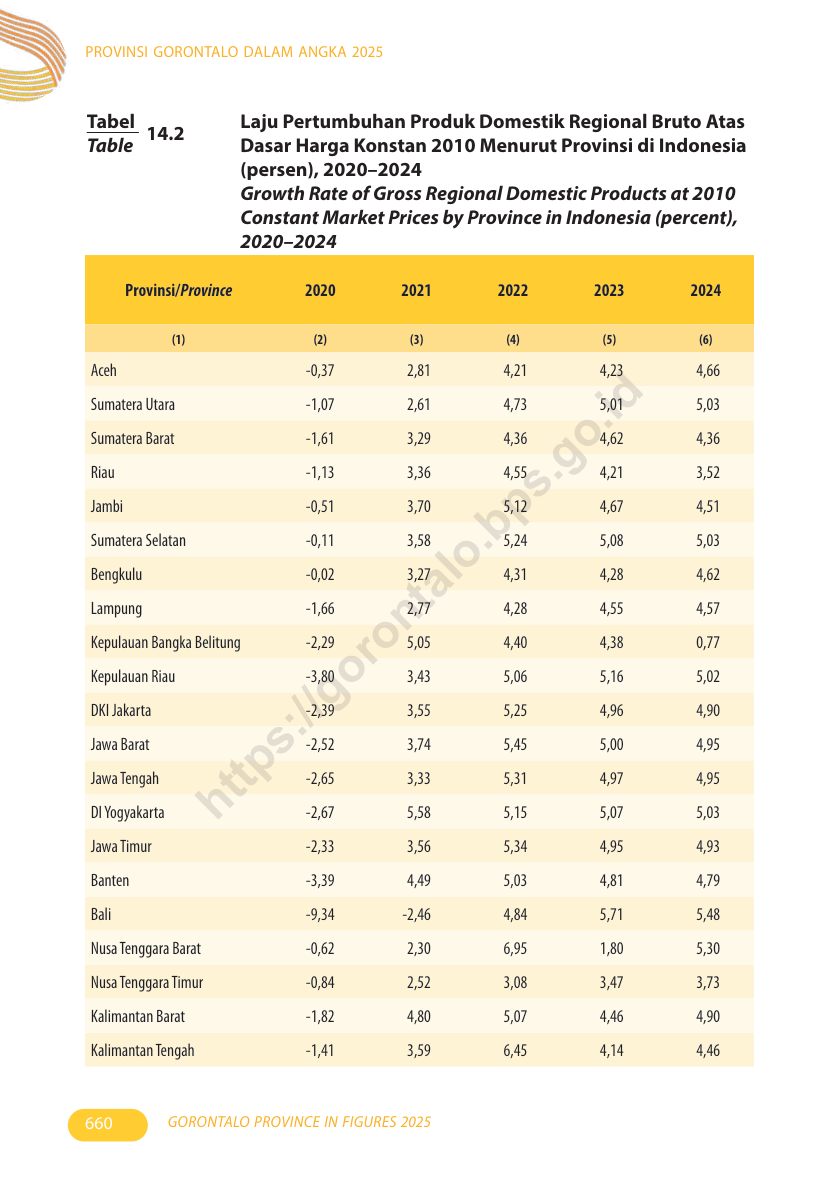 PROVINSI GORONTALO DALAM ANGKA 2025
Tabel
Table
14.2
Laju Pertumbuhan Produk Domestik Regional Bruto Atas
Dasar Harga Konstan 2010 Menurut Provinsi di Indonesia
(persen), 2020–2024
Growth Rate of Gross Regional Domestic Products at 2010
Constant Market Prices by Province in Indonesia (percent),
2020–2024
Provinsi/Province 2020 2021 2022 2023 2024
(1) (2) (3) (4) (5) (6)
Aceh -0,37 2,81 4,21 4,23 4,66
Sumatera Utara -1,07 2,61 4,73 5,01 5,03
Sumatera Barat -1,61 3,29 4,36 4,62 4,36
Riau -1,13 3,36 4,55 4,21 3,52
Jambi -0,51 3,70 5,12 4,67 4,51
Sumatera Selatan -0,11 3,58 5,24 5,08 5,03
Bengkulu -0,02 3,27 4,31 4,28 4,62
Lampung -1,66 2,77 4,28 4,55 4,57
Kepulauan Bangka Belitung -2,29 5,05 4,40 4,38 0,77
Kepulauan Riau -3,80 3,43 5,06 5,16 5,02
DKI Jakarta -2,39 3,55 5,25 4,96 4,90
Jawa Barat -2,52 3,74 5,45 5,00 4,95
Jawa Tengah -2,65 3,33 5,31 4,97 4,95
DI Yogyakarta -2,67 5,58 5,15 5,07 5,03
Jawa Timur -2,33 3,56 5,34 4,95 4,93
Banten -3,39 4,49 5,03 4,81 4,79
Bali -9,34 -2,46 4,84 5,71 5,48
Nusa Tenggara Barat -0,62 2,30 6,95 1,80 5,30
Nusa Tenggara Timur -0,84 2,52 3,08 3,47 3,73
Kalimantan Barat -1,82 4,80 5,07 4,46 4,90
Kalimantan Tengah -1,41 3,59 6,45 4,14 4,46
https://gorontalo.bps.go.id
660
GORONTALO PROVINCE IN FIGURES 2025